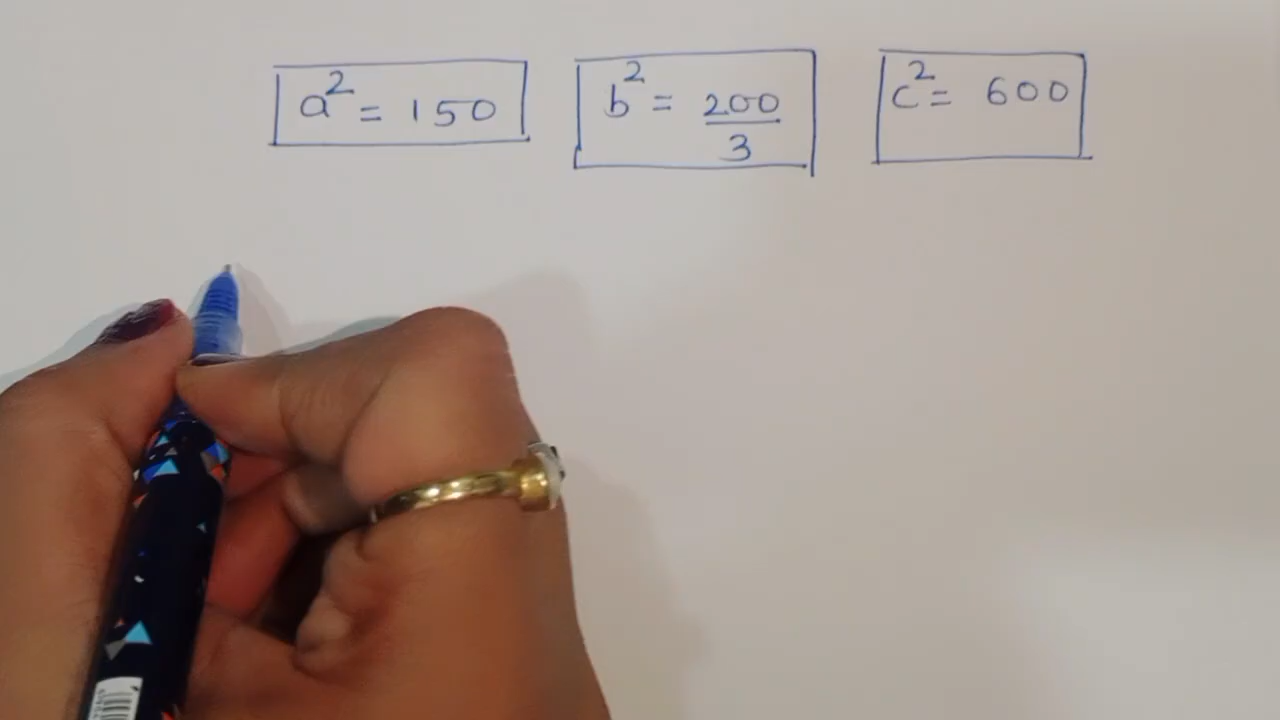 a² = 150   b² = 200/3   c² = 600